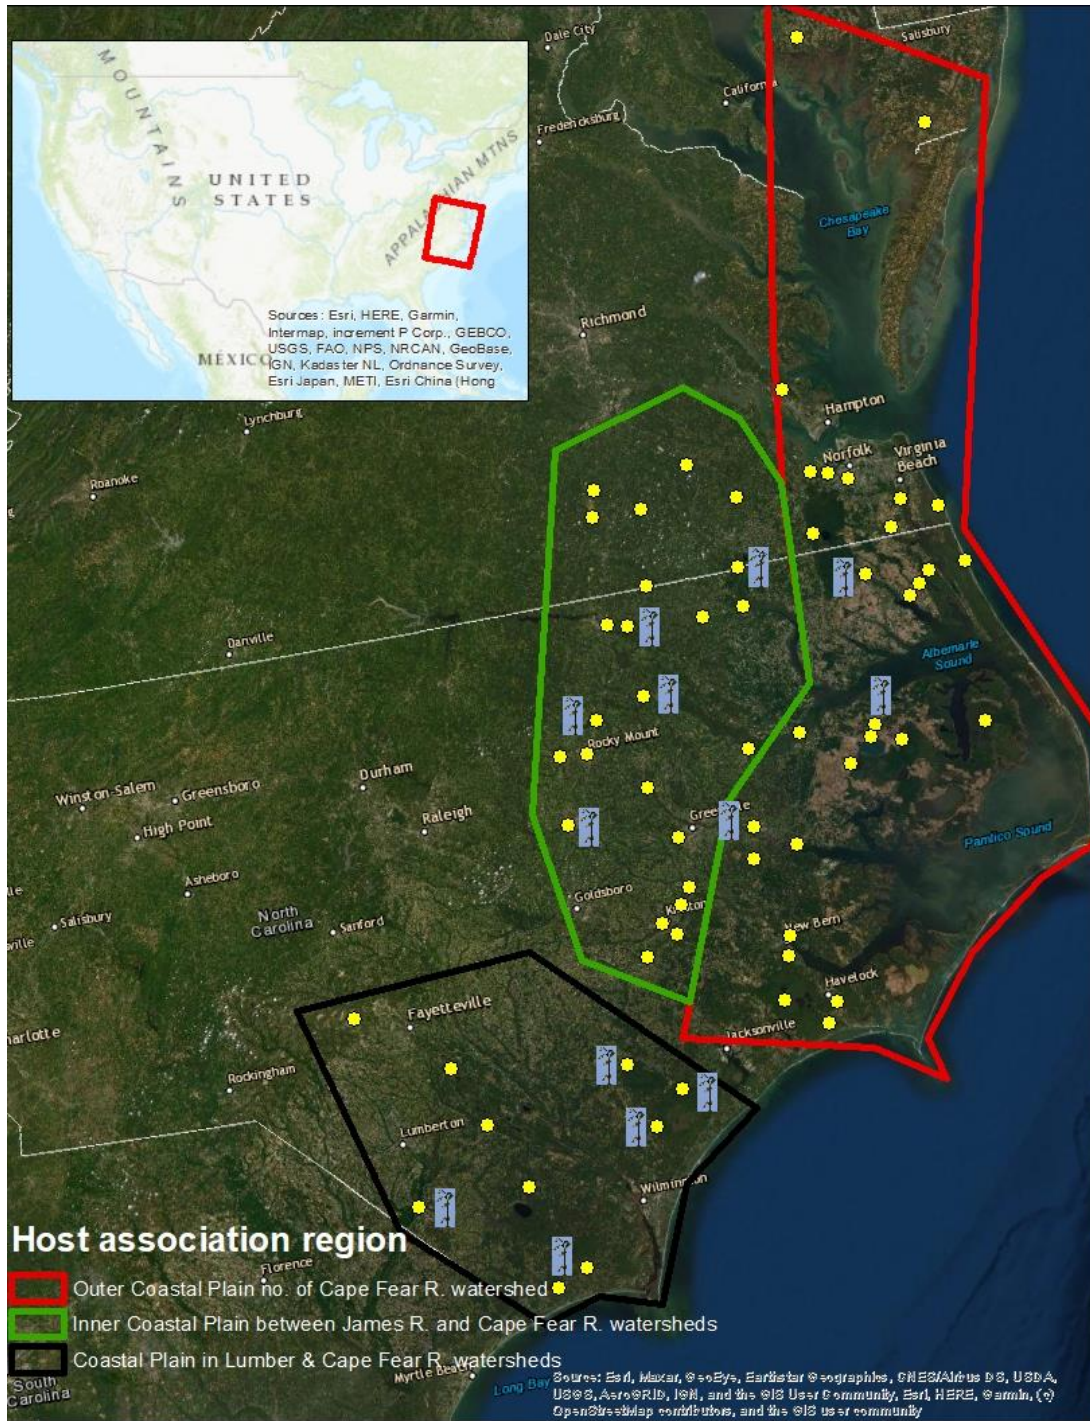 Dale City
Salisbury
California
Fredericksburg
MOUNTAINS
UNITED
STATES
APPALACHIAN MTNS
MÉXICO
Sources: Esri, HERE, Garmin,
Intermap, increment P Corp., GEBCO,
USGS, FAO, NPS, NRCAN, GeoBase,
IGN, Kadaster NL, Ordnance Survey,
Esri Japan, METI, Esri China (Hong
Chesapeake
Bay
Richmond
Hampton
Lynchburg
Norfolk
Virginia
Beach
Roanoke
Danville
Albemarle
Sound
Rocky Mount
Durham
Winston-Salem
Greensboro
Raleigh
High Point
Pamlico Sound
Asheboro
Goldsboro
North
Carolina
Salisbury
Sanford
New Bern
Havelock
Fayetteville
Jacksonville
harlotte
Rockingham
Lumberton
Wilmington
Host association region
Florence
Outer Coastal Plain no. of Cape Fear R. watershed
Inner Coastal Plain between James R. and Cape Fear R. watersheds
Coastal Plain in Lumber & Cape Fear R. watersheds
Myrtle Beach
South
Carolina
Long Bay
Source: Esri, Maxar, GeoEye, Earthstar Geographics, CNES/Airbus DS, USDA,
USGS, AeroGRID, IGN, and the GIS User Community, Esri, HERE, Garmin, (c)
OpenStreetMap contributors, and the GIS user community